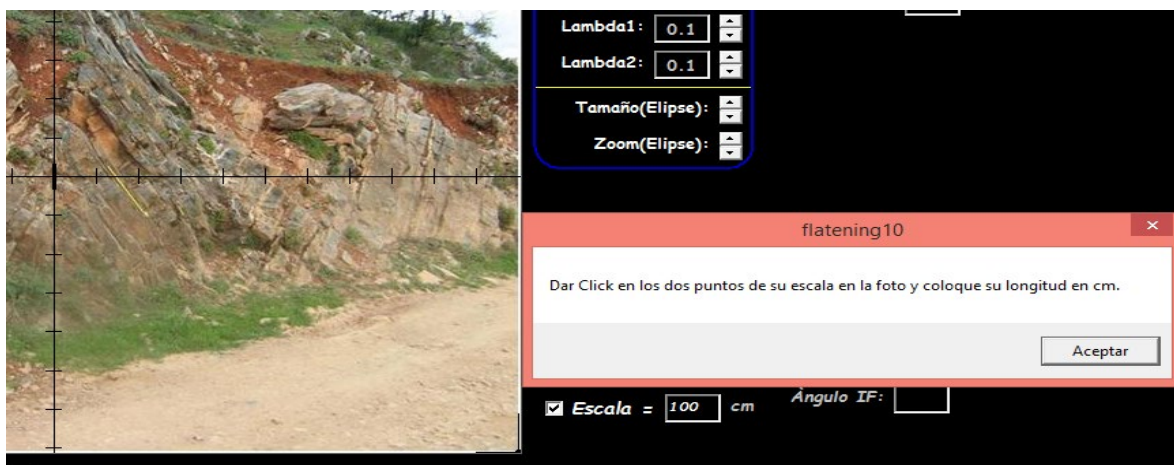 Lambda1: 0.1
Lambda2: 0.1
Tamaño(Elipse):
Zoom(Elipse):
flatening10
Dar Click en los dos puntos de su escala en la foto y coloque su longitud en cm.
Aceptar
Escala = 100 cm
Àngulo IF: